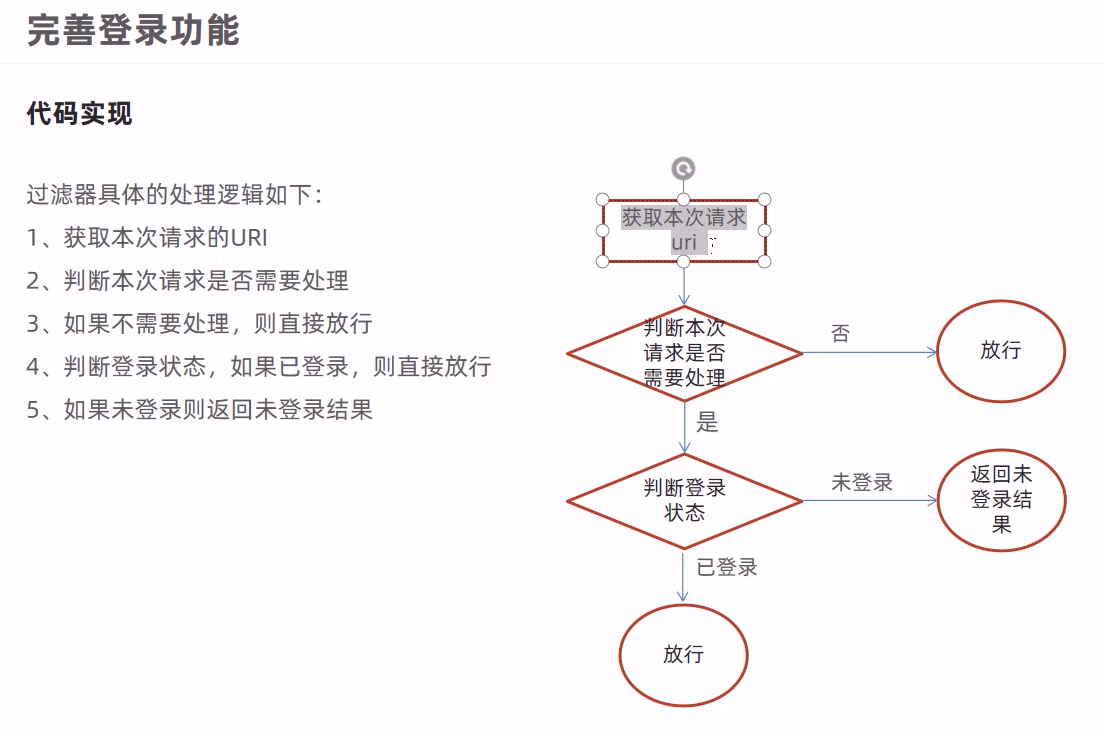 完善登录功能
代码实现
过滤器具体的处理逻辑如下：
1、获取本次请求的URI
2、判断本次请求是否需要处理
3、如果不需要处理，则直接放行
4、判断登录状态，如果已登录，则直接放行
5、如果未登录则返回未登录结果
获取本次请求
uri
判断本次
请求是否
需要处理
否
放行
是
判断登录
状态
未登录
返回未
登录结
果
已登录
放行